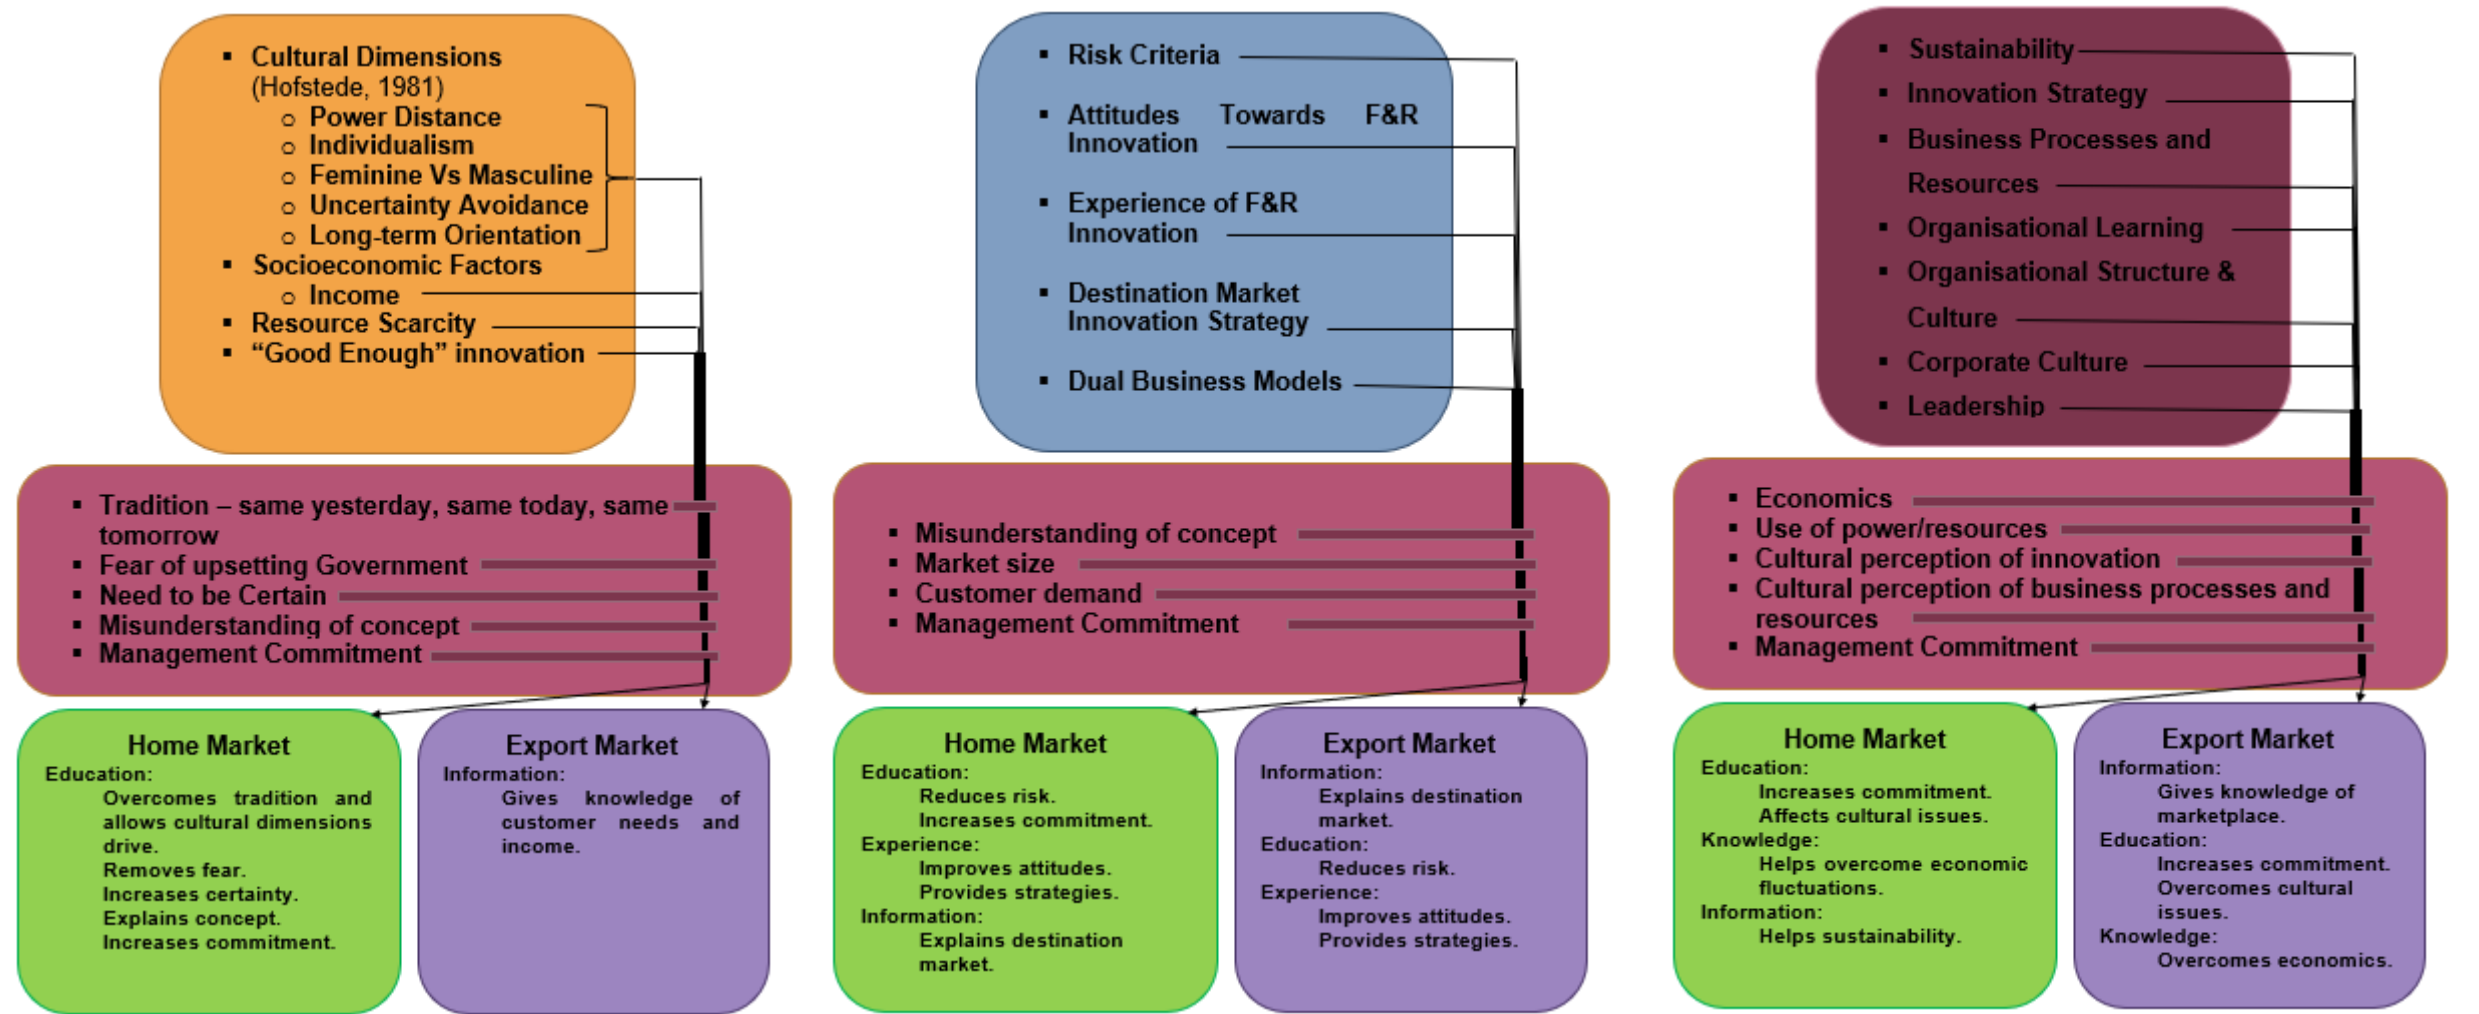 ▪ Cultural Dimensions
(Hofstede, 1981)
o Power Distance
o Individualism
o Feminine Vs Masculine
o Uncertainty Avoidance
o Long-term Orientation
▪ Socioeconomic Factors
o Income
▪ Resource Scarcity
▪ “Good Enough” innovation
▪ Tradition – same yesterday, same today, same
tomorrow
▪ Fear of upsetting Government
▪ Need to be Certain
▪ Misunderstanding of concept
▪ Management Commitment
Home Market
Education:
Overcomes tradition and
allows cultural dimensions
drive.
Removes fear.
Increases certainty.
Explains concept.
Increases commitment.
Export Market
Information:
Gives knowledge of
customer needs and
income.
▪ Risk Criteria
▪ Attitudes Towards F&R
Innovation
▪ Experience of F&R
Innovation
▪ Destination Market
Innovation Strategy
▪ Dual Business Models
▪ Misunderstanding of concept
▪ Market size
▪ Customer demand
▪ Management Commitment
Home Market
Education:
Reduces risk.
Increases commitment.
Experience:
Improves attitudes.
Provides strategies.
Information:
Explains destination
market.
Export Market
Information:
Explains destination
market.
Education:
Reduces risk.
Experience:
Improves attitudes.
Provides strategies.
▪ Sustainability
▪ Innovation Strategy
▪ Business Processes and
Resources
▪ Organisational Learning
▪ Organisational Structure &
Culture
▪ Corporate Culture
▪ Leadership
▪ Economics
▪ Use of power/resources
▪ Cultural perception of innovation
▪ Cultural perception of business processes and
resources
▪ Management Commitment
Home Market
Education:
Increases commitment.
Affects cultural issues.
Knowledge:
Helps overcome economic
fluctuations.
Information:
Helps sustainability.
Export Market
Information:
Gives knowledge of
marketplace.
Education:
Increases commitment.
Overcomes cultural
issues.
Knowledge:
Overcomes economics.